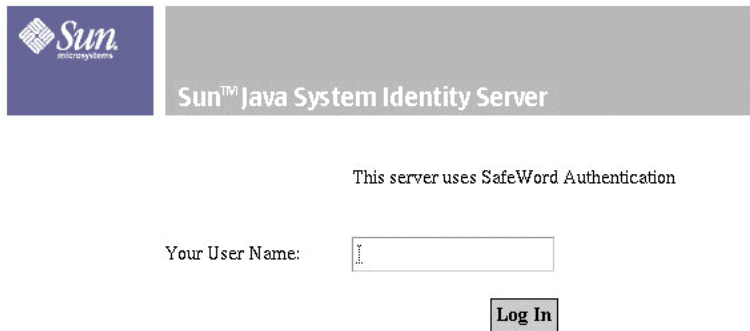 Sun
microsystems
Sun™ Java System Identity Server
This server uses SafeWord Authentication
Your User Name:
Log In